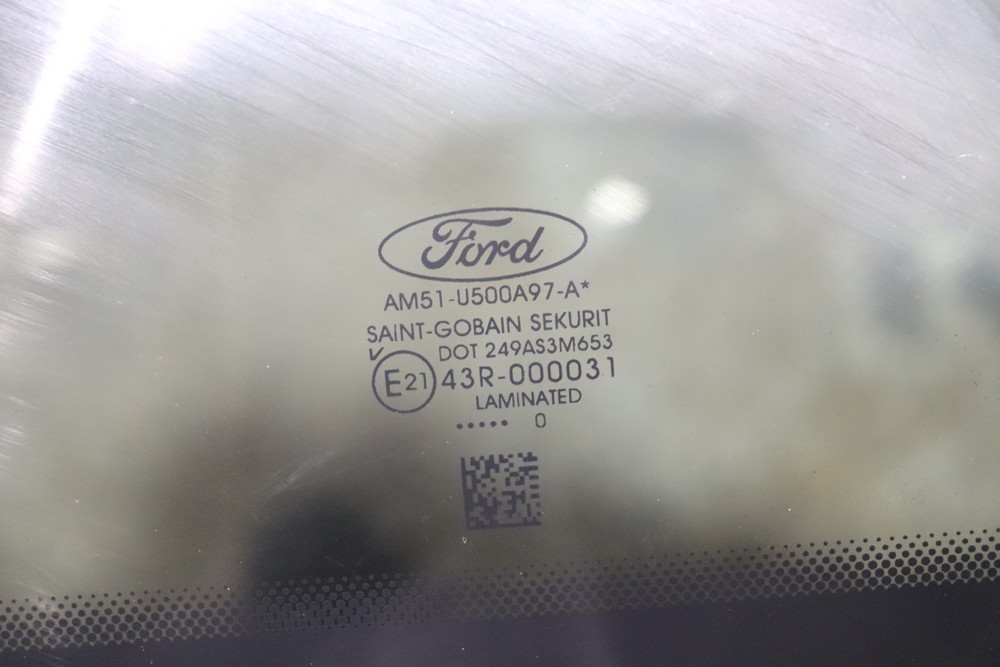 Ford
AM51-U500A97-A*
SAINT-GOBAIN SEKURIT
DOT 249AS3M653
E21 43R-000031
LAMINATED
..... 0